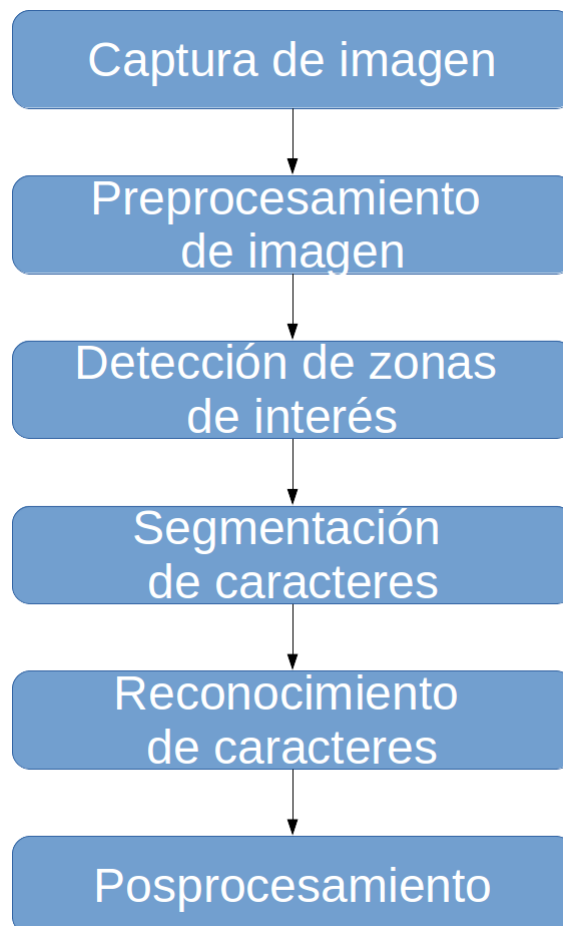 Captura de imagen
Preprocesamiento
de imagen
Detección de zonas
de interés
Segmentación
de caracteres
Reconocimiento
de caracteres
Posprocesamiento